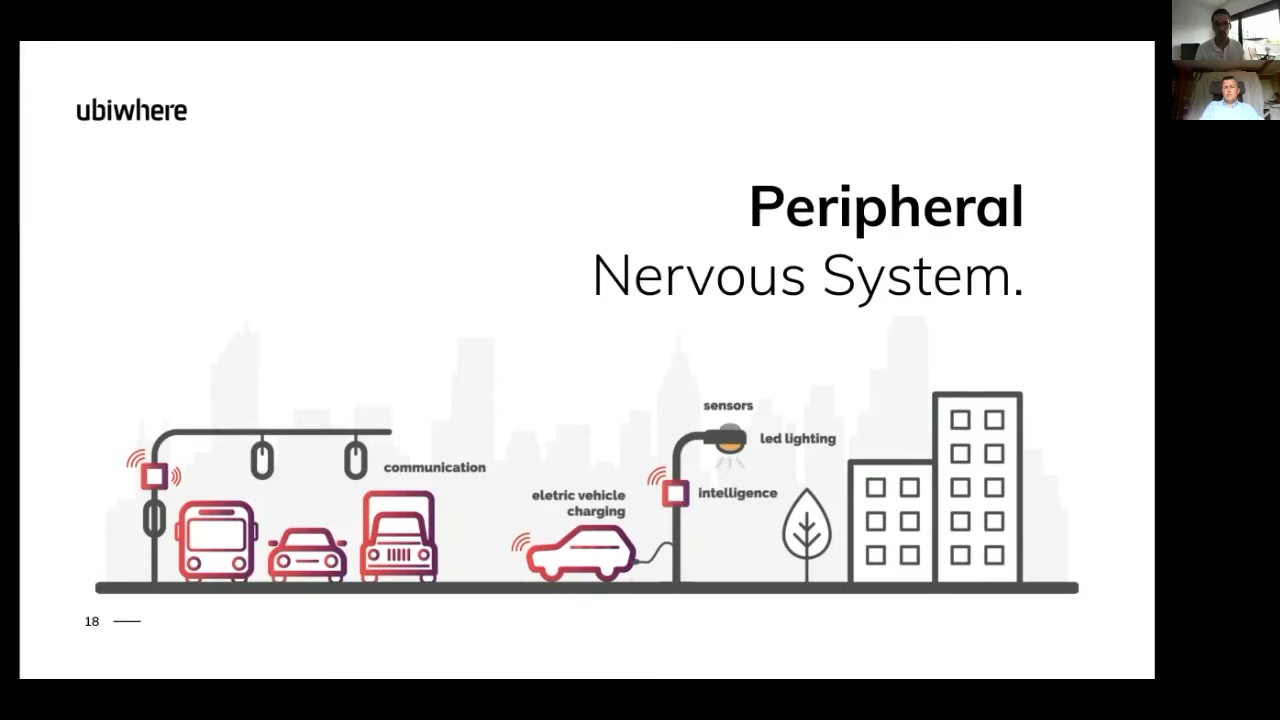 ubiwhere
Peripheral
Nervous System.
sensors
led lighting
communication
eletric vehicle
charging
intelligence
18